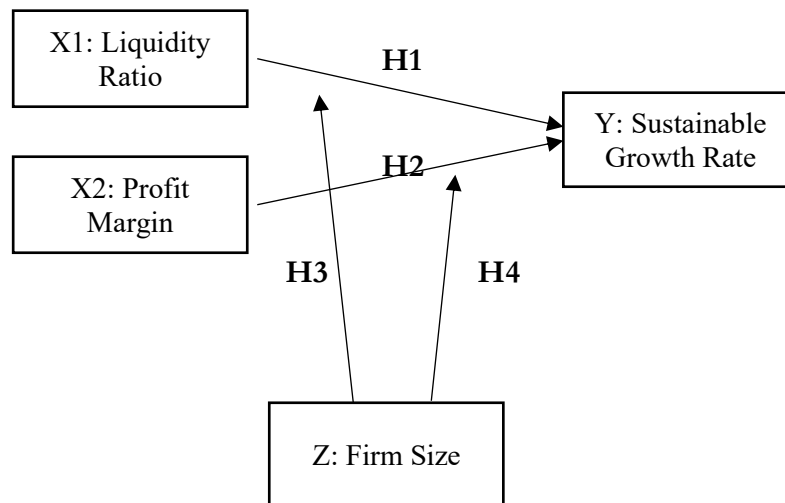 X1: Liquidity
Ratio
H1
Y: Sustainable
Growth Rate
X2: Profit
Margin
H2
H3
H4
Z: Firm Size